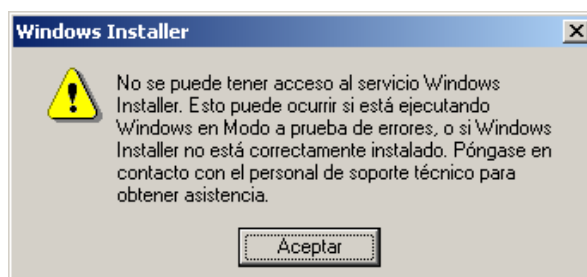 Windows Installer
No se puede tener acceso al servicio Windows
Installer. Esto puede ocurrir si está ejecutando
Windows en Modo a prueba de errores, o si Windows
Installer no está correctamente instalado. Póngase en
contacto con el personal de soporte técnico para
obtener asistencia.
Aceptar